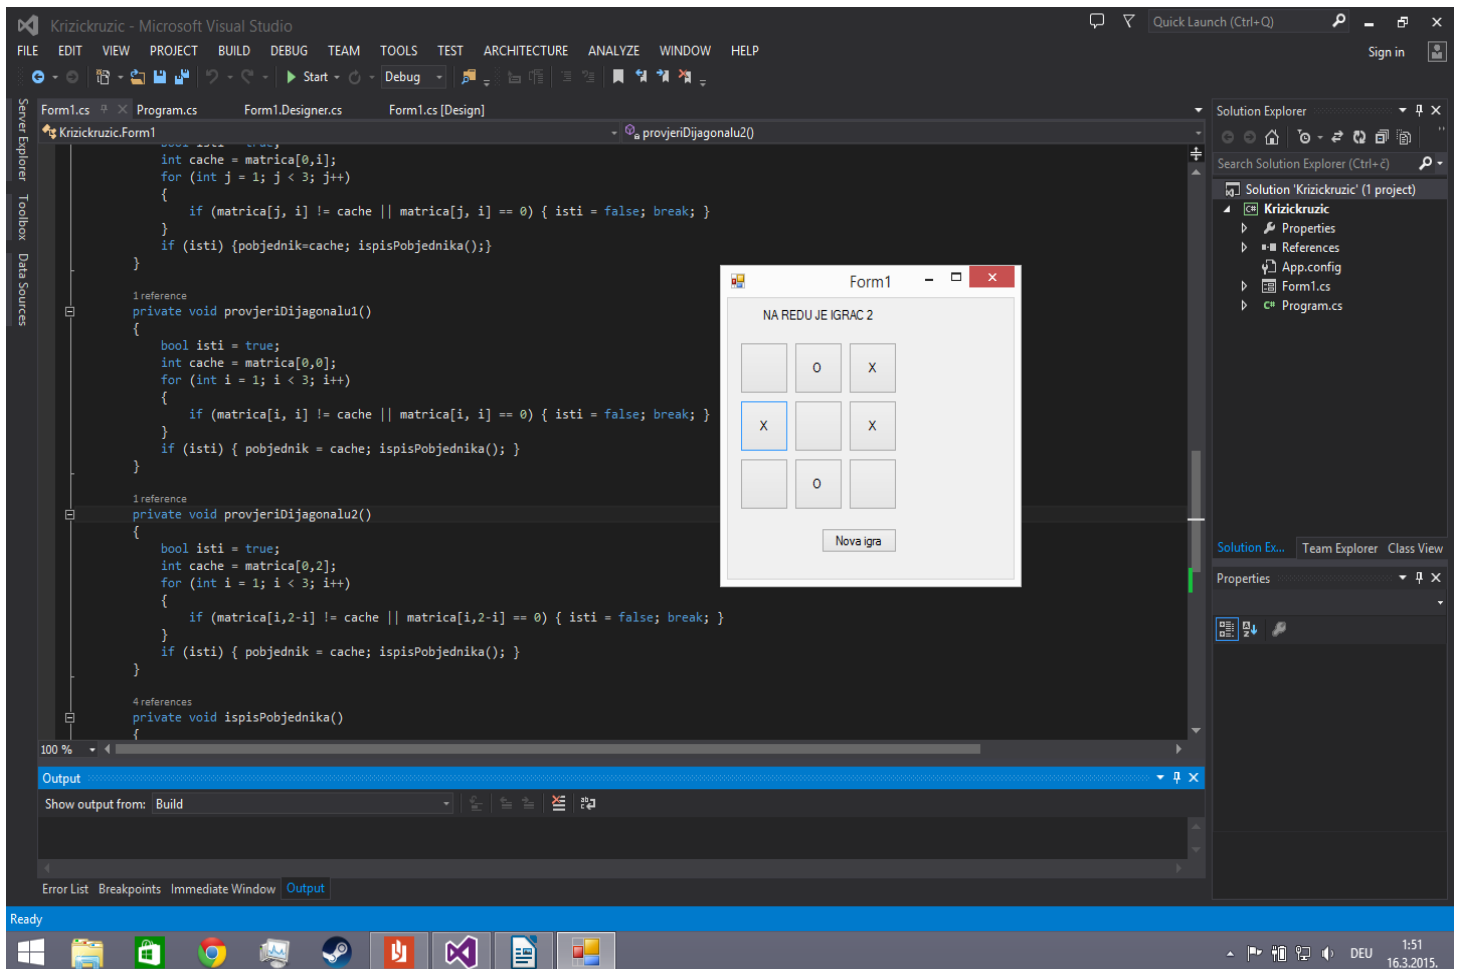 Krizickruzic - Microsoft Visual Studio
Quick Launch (Ctrl+Q)
FILE EDIT VIEW PROJECT BUILD DEBUG TEAM TOOLS TEST ARCHITECTURE ANALYZE WINDOW HELP
Sign in
Start
Debug
Server Explorer
Toolbox
Data Sources
Form1.cs Program.cs Form1.Designer.cs Form1.cs [Design]
Krizickruzic.Form1
provjeriDijagonalu2()
int cache = matrica[0,i];
for (int j = 1; j < 3; j++)
{
if (matrica[j, i] != cache || matrica[j, i] == 0) { isti = false; break; }
}
if (isti) {pobjednik=cache; ispisPobjednika();}
}
1 reference
private void provjeriDijagonalu1()
{
bool isti = true;
int cache = matrica[0,0];
for (int i = 1; i < 3; i++)
{
if (matrica[i, i] != cache || matrica[i, i] == 0) { isti = false; break; }
}
if (isti) { pobjednik = cache; ispisPobjednika(); }
}
1 reference
private void provjeriDijagonalu2()
{
bool isti = true;
int cache = matrica[0,2];
for (int i = 1; i < 3; i++)
{
if (matrica[i,2-i] != cache || matrica[i,2-i] == 0) { isti = false; break; }
}
if (isti) { pobjednik = cache; ispisPobjednika(); }
}
4 references
private void ispisPobjednika()
{
100 %
Form1
NA REDU JE IGRAC 2
O X
X X
O
Nova igra
Output
Show output from: Build
Error List Breakpoints Immediate Window Output
Solution Explorer
Search Solution Explorer (Ctrl+č)
Solution 'Krizickruzic' (1 project)
C# Krizickruzic
Properties
References
App.config
Form1.cs
C# Program.cs
Solution Ex... Team Explorer Class View
Properties
Ready
DEU
1:51
16.3.2015.